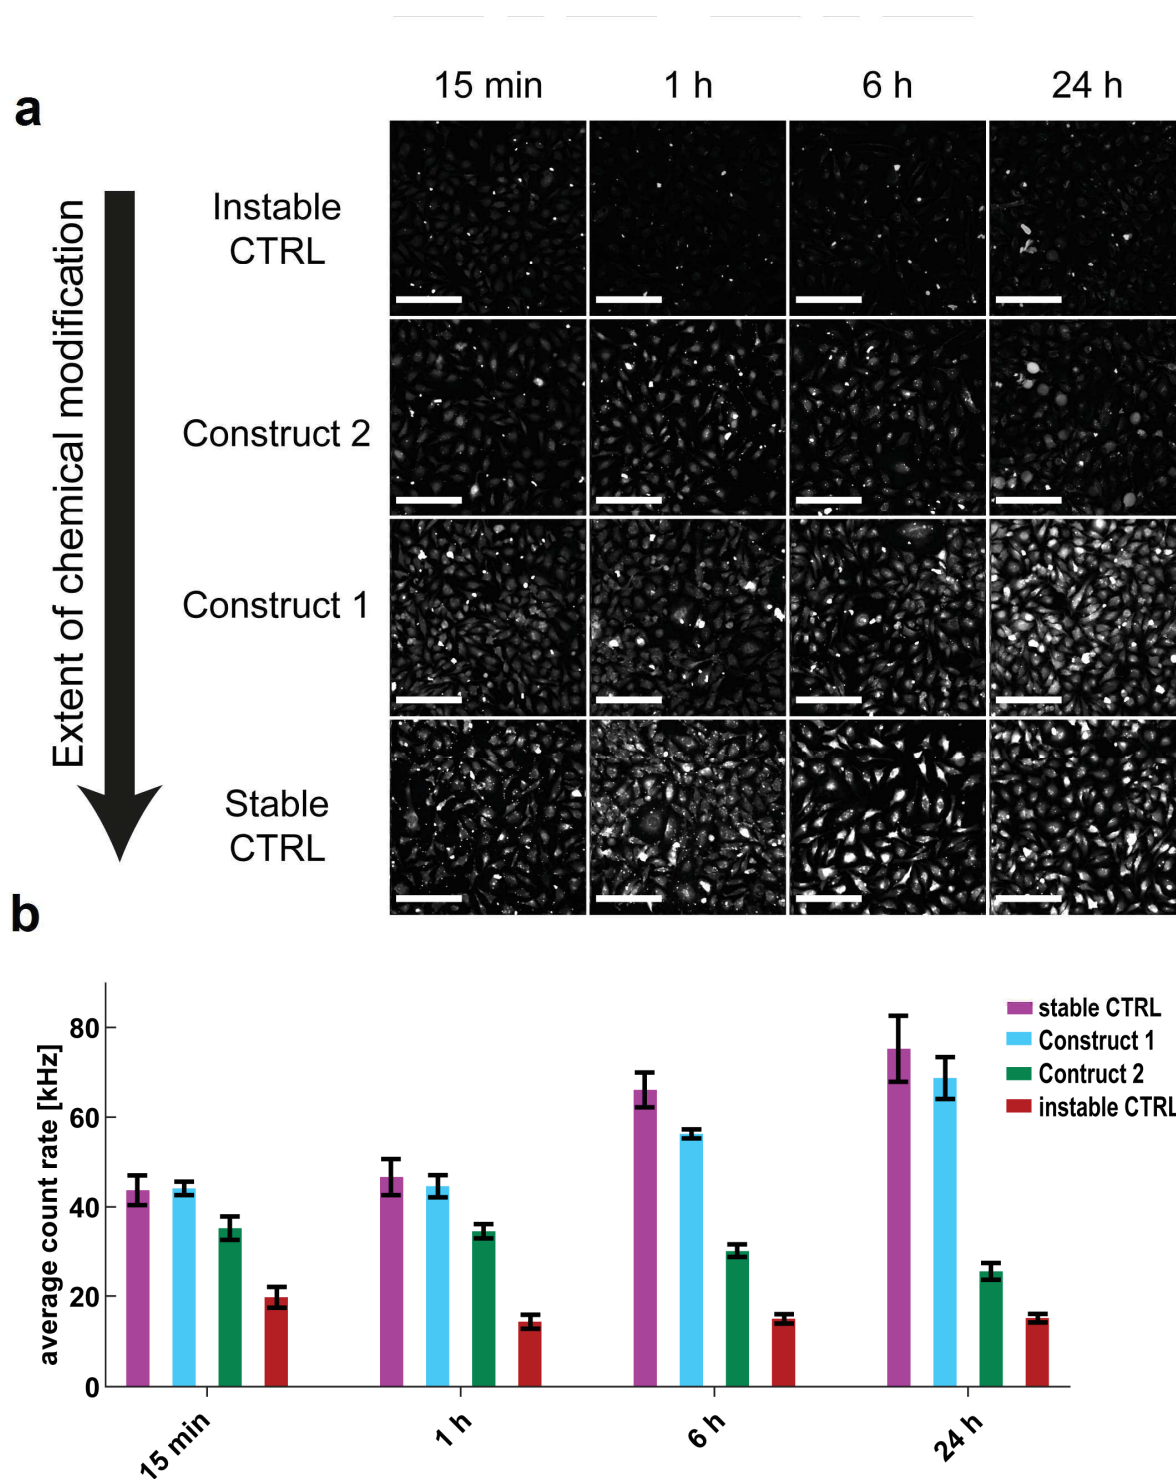 15 min 1 h 6 h 24 h
a
Extent of chemical modification
Instable
CTRL
Construct 2
Construct 1
Stable
CTRL
b
average count rate [kHz]
80
60
40
20
0
15 min
1 h
6 h
24 h
stable CTRL
Construct 1
Contruct 2
instable CTRL